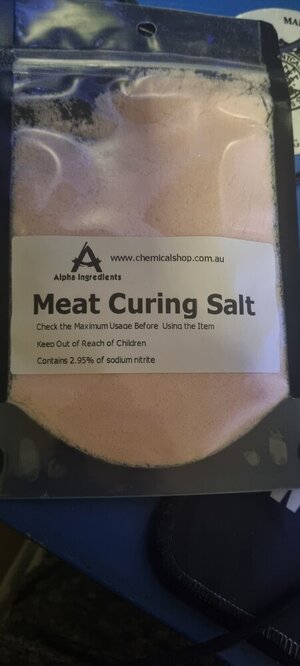 www.chemicalshop.com.au
Alpha Ingredients
Meat Curing Salt
Check the Maximum Usage Before Using the Item
Keep Out of Reach of Children
Contains 2.95% of sodium nitrite
MA